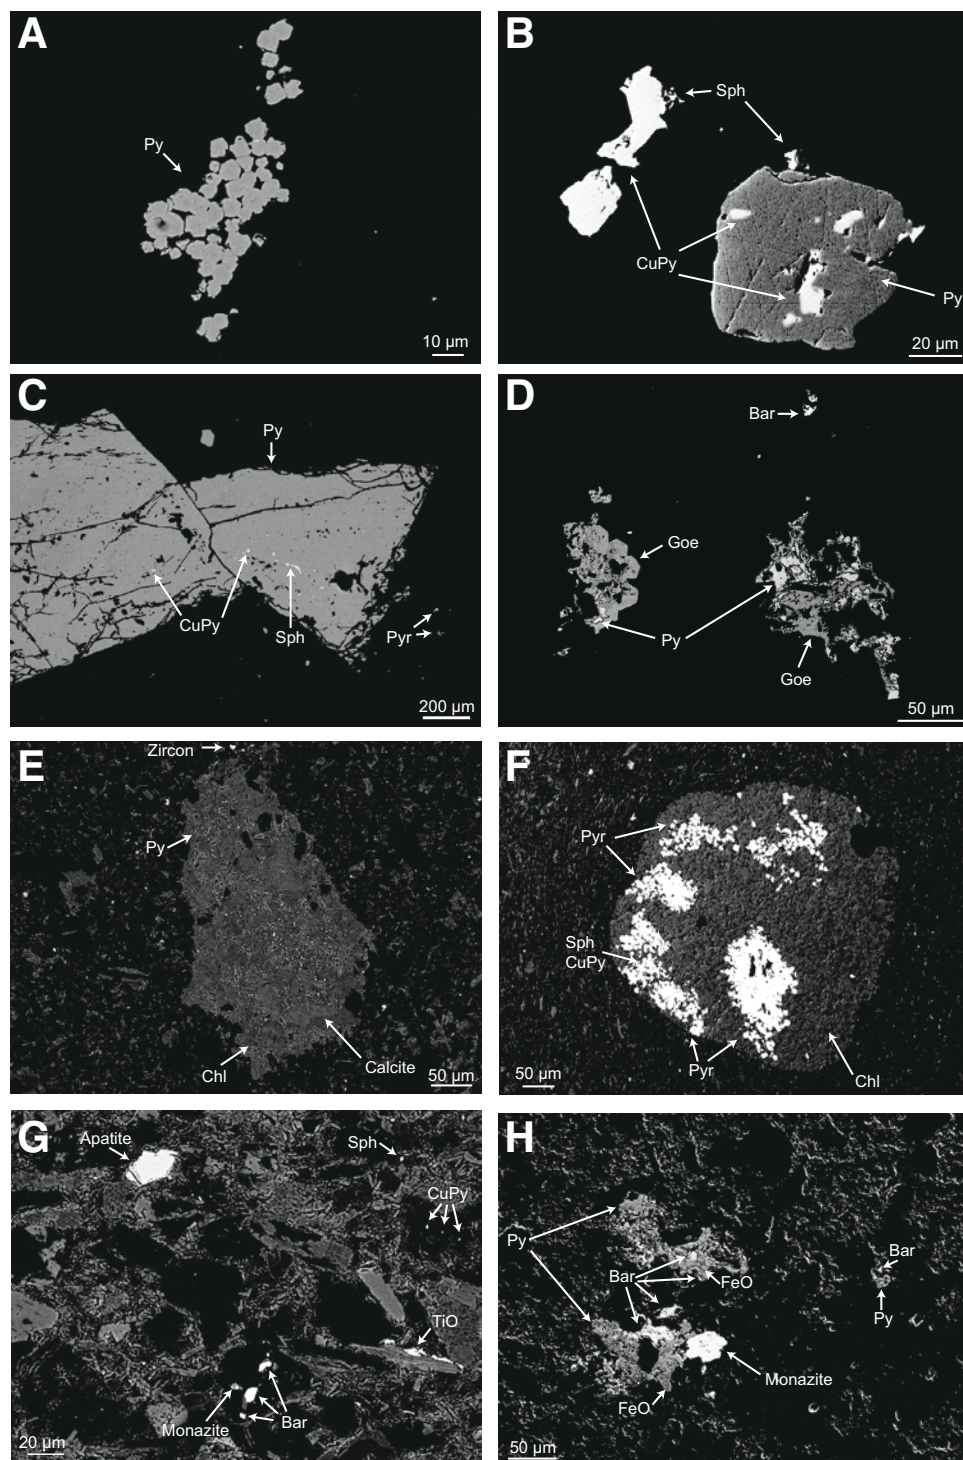 A
Py
10 µm
B
Sph
CuPy
Py
20 µm
C
Py
CuPy
Sph
Pyr
200 µm
D
Bar
Goe
Py
Goe
50 µm
E
Zircon
Py
Chl
Calcite
50 µm
F
Pyr
Sph
CuPy
Pyr
Chl
50 µm
G
Apatite
Sph
CuPy
TiO
Monazite
Bar
20 µm
H
Py
Bar
FeO
Bar
Py
Monazite
FeO
50 µm